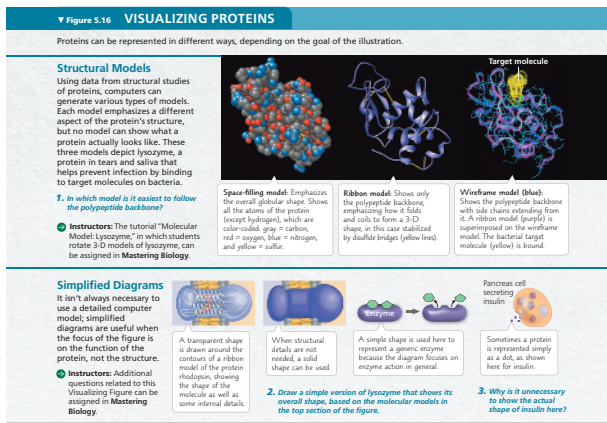 ▼ Figure 5.16 VISUALIZING PROTEINS
Proteins can be represented in different ways, depending on the goal of the illustration.
Structural Models
Using data from structural studies
of proteins, computers can
generate various types of models.
Each model emphasizes a different
aspect of the protein's structure,
but no model can show what a
protein actually looks like. These
three models depict lysozyme, a
protein in tears and saliva that
helps prevent infection by binding
to target molecules on bacteria.
1. In which model is it easiest to follow
the polypeptide backbone?
Instructors: The tutorial "Molecular
Model: Lysozyme," in which students
rotate 3-D models of lysozyme, can
be assigned in Mastering Biology.
Target molecule
Space-filling model: Emphasizes
the overall globular shape. Shows
all the atoms of the protein
(except hydrogen), which are
color-coded: gray = carbon,
red = oxygen, blue = nitrogen,
and yellow = sulfur.
Ribbon model: Shows only
the polypeptide backbone,
emphasizing how it folds
and coils to form a 3-D
shape, in this case stabilized
by disulfide bridges (yellow lines).
Wireframe model (blue):
Shows the polypeptide backbone
with side chains extending from
it. A ribbon model (purple) is
superimposed on the wireframe
model. The bacterial target
molecule (yellow) is bound.
Simplified Diagrams
It isn't always necessary to
use a detailed computer
model; simplified
diagrams are useful when
the focus of the figure is
on the function of the
protein, not the structure.
Instructors: Additional
questions related to this
Visualizing Figure can be
assigned in Mastering
Biology.
A transparent shape
is drawn around the
contours of a ribbon
model of the protein
rhodopsin, showing
the shape of the
molecule as well as
some internal details.
When structural
details are not
needed, a solid
shape can be used.
Enzyme
A simple shape is used here to
represent a generic enzyme
because the diagram focuses on
enzyme action in general.
Pancreas cell
secreting
insulin
Sometimes a protein
is represented simply
as a dot, as shown
here for insulin.
2. Draw a simple version of lysozyme that shows its
overall shape, based on the molecular models in
the top section of the figure.
3. Why is it unnecessary
to show the actual
shape of insulin here?